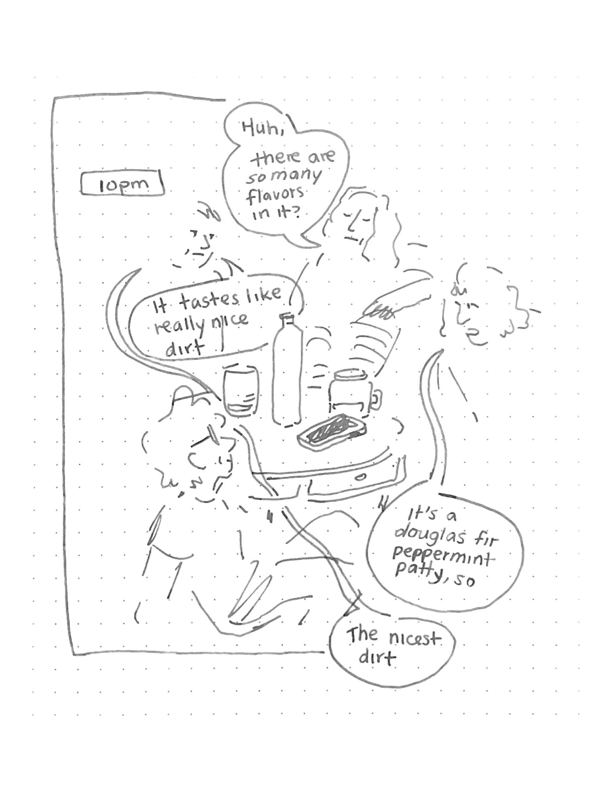 10pm
Huh,
there are
so many
flavors
in it?
It tastes like
really nice
dirt
It's a
douglas fir
peppermint
patty, so
The nicest
dirt